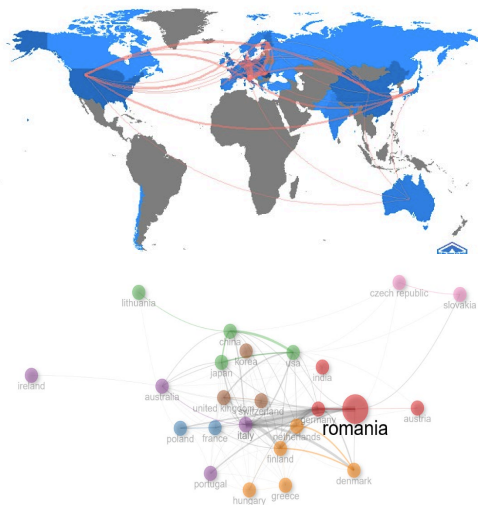 czech republic
slovakia
lithuania
china
korea
usa
japan
india
ireland
australia
united kingdom
switzerland
germany
romania
austria
poland
france
italy
netherlands
finland
portugal
denmark
hungary
greece